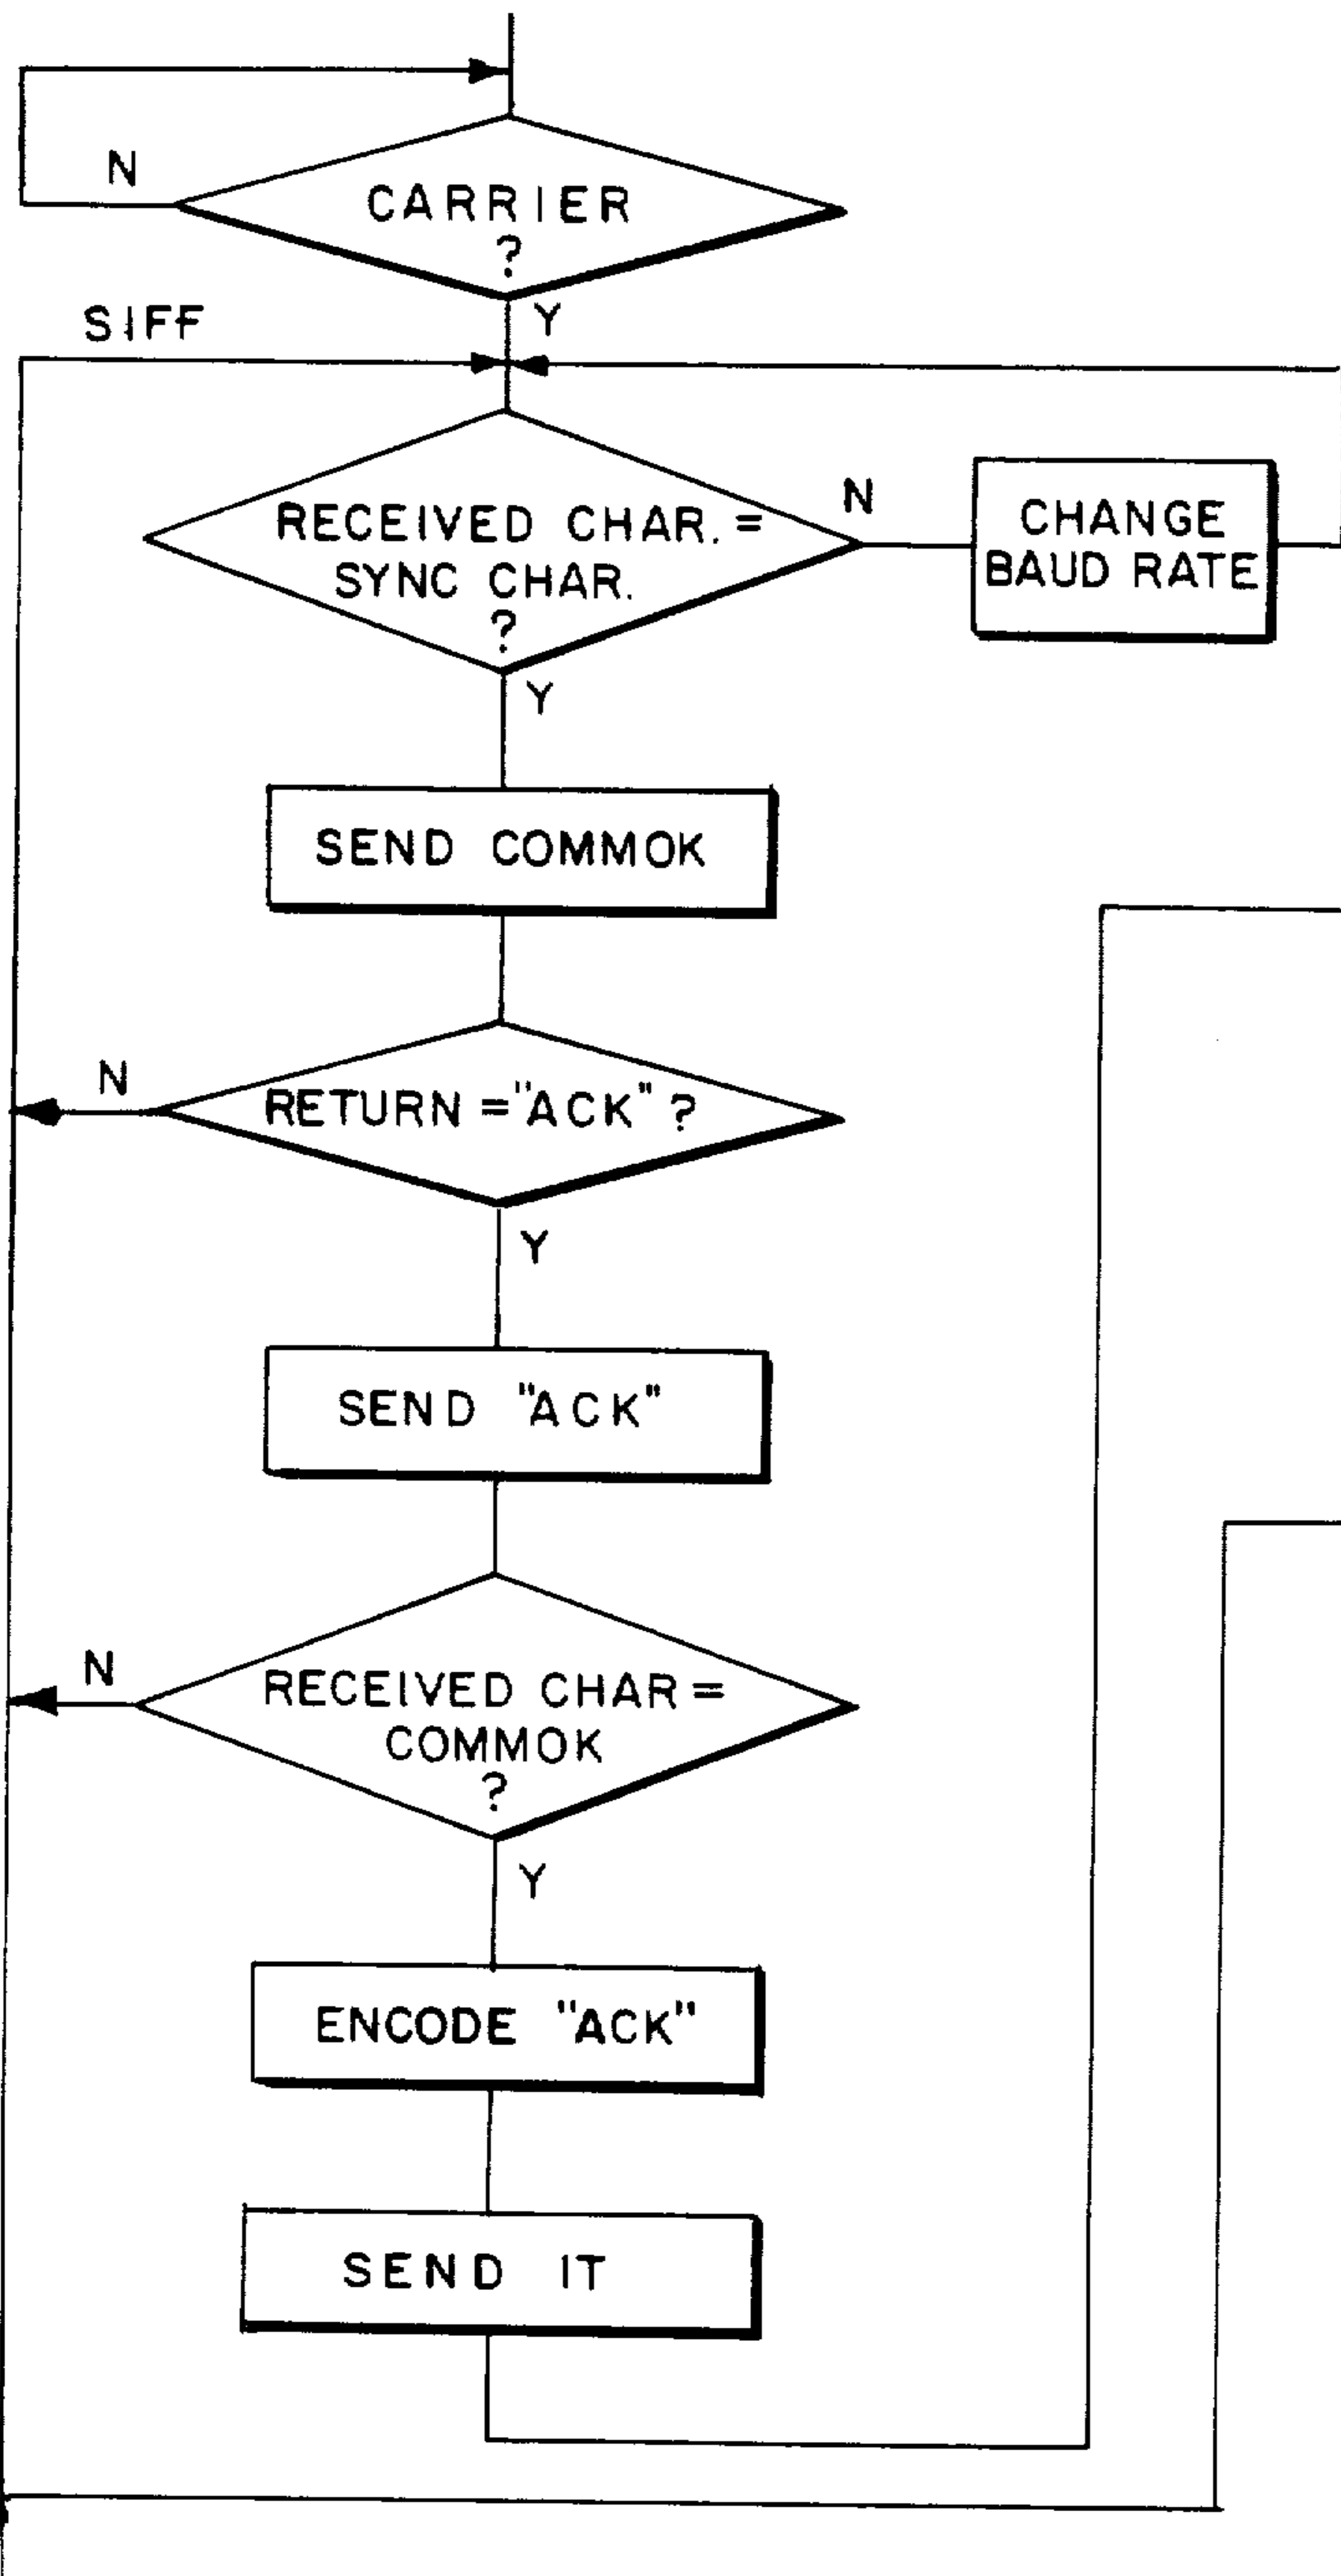 N
CARRIER
?
Y
SIFF
RECEIVED CHAR. =
SYNC CHAR.
?
N
CHANGE
BAUD RATE
Y
SEND COMMOK
N
RETURN = "ACK" ?
Y
SEND "ACK"
N
RECEIVED CHAR =
COMMOK
?
Y
ENCODE "ACK"
SEND IT